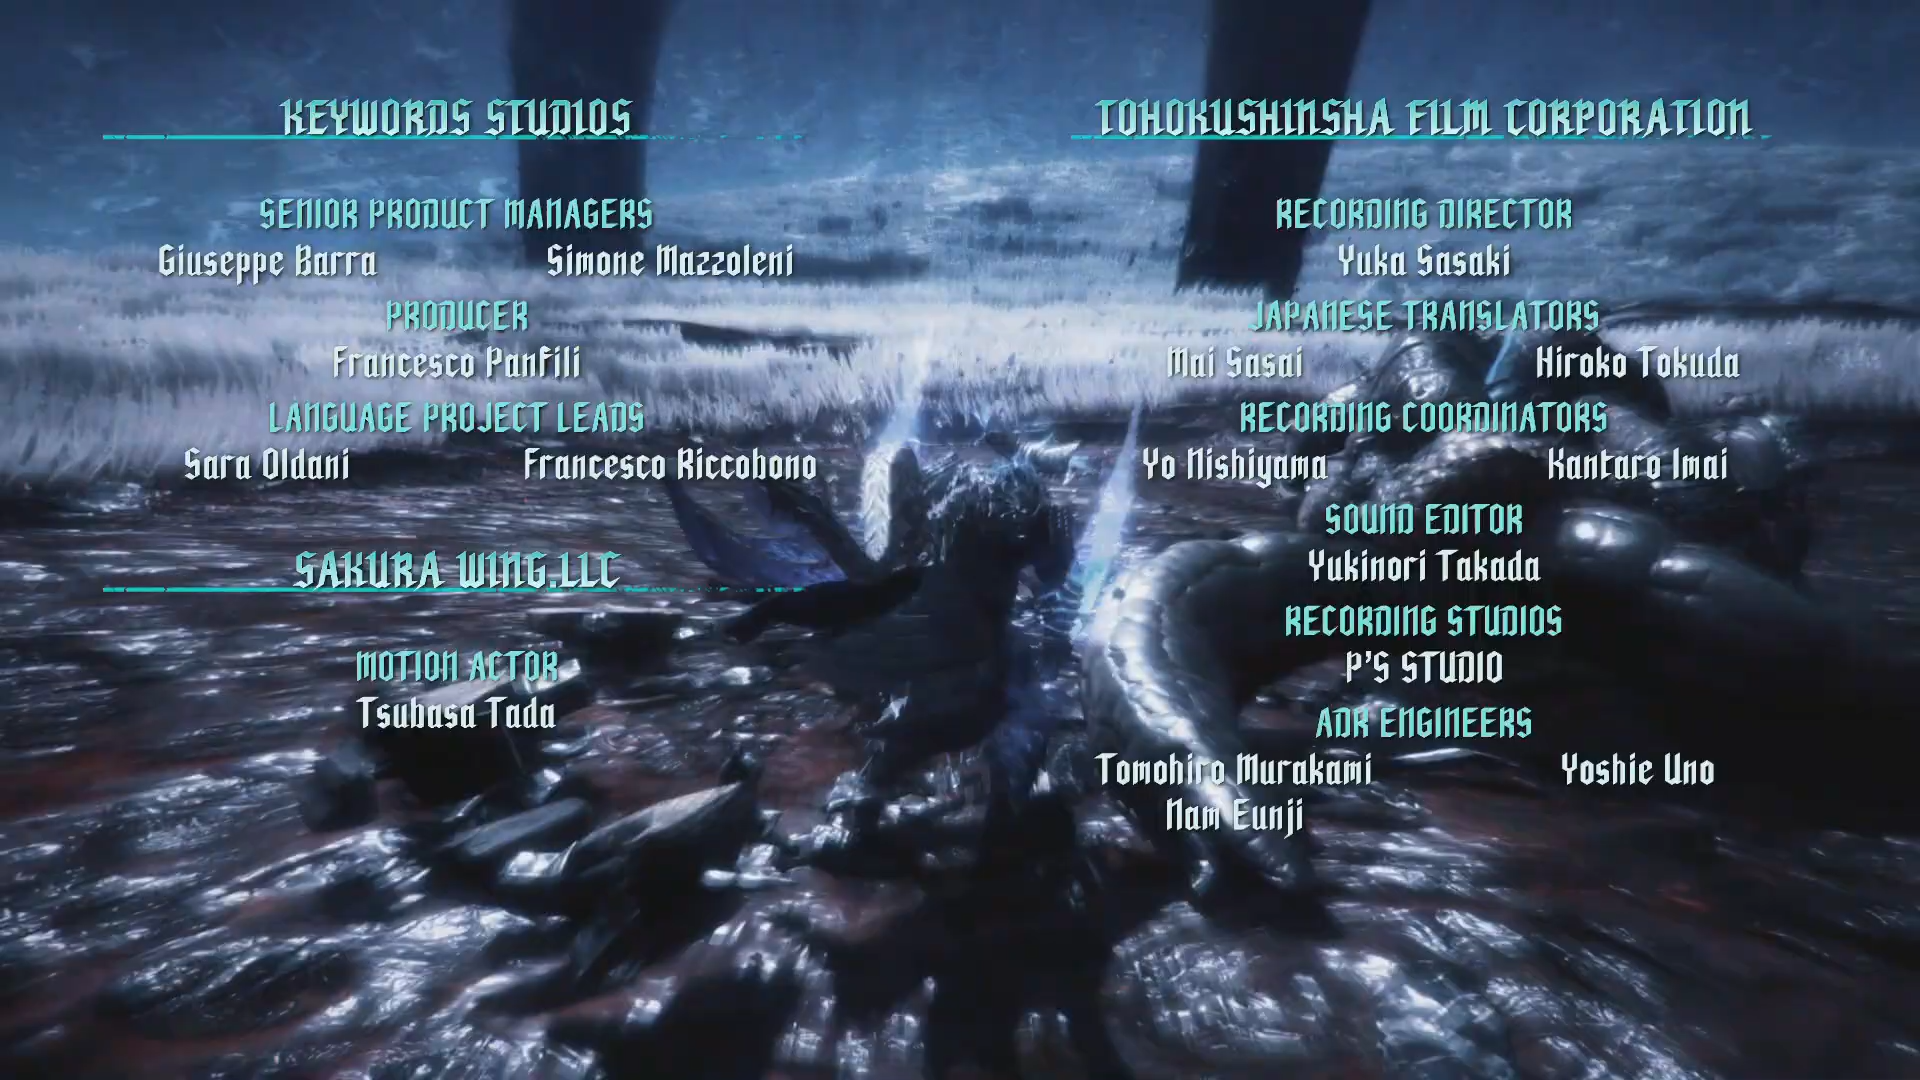 KEYWORDS STUDIOS
SENIOR PRODUCT MANAGERS
Giuseppe Barra Simone Mazzoleni
PRODUCER
Francesco Panfili
LANGUAGE PROJECT LEADS
Sara Oldani Francesco Riccobono
SAKURA WING.LLC
MOTION ACTOR
Tsubasa Tada
TOHOKUSHINSHA FILM CORPORATION
RECORDING DIRECTOR
Yuka Sasaki
JAPANESE TRANSLATORS
Mai Sasai Hiroko Tokuda
RECORDING COORDINATORS
Yo Nishiyama Kantaro Imai
SOUND EDITOR
Yukinori Takada
RECORDING STUDIOS
P'S STUDIO
ADR ENGINEERS
Tomohiro Murakami Yoshie Uno
Nam Eunji